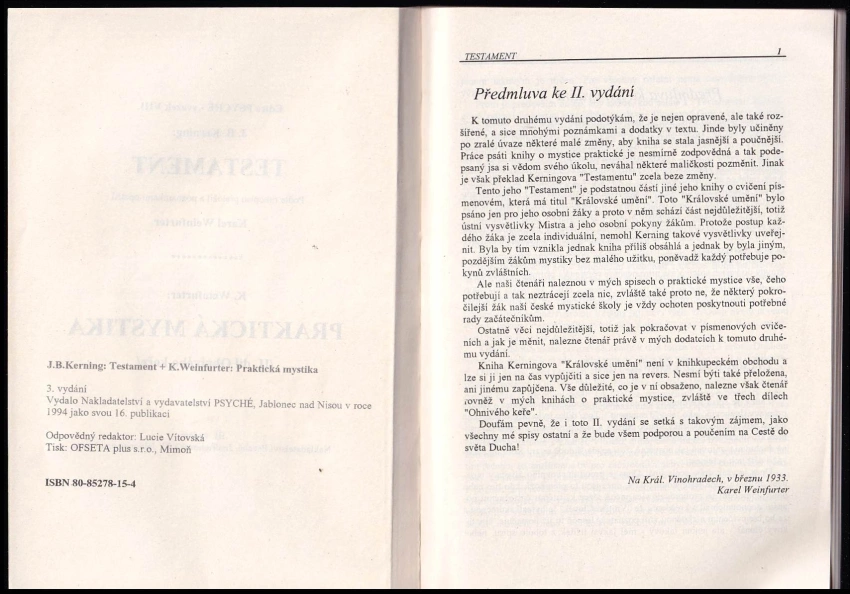 J.B.Kerning: Testament + K.Weinfurter: Praktická mystika
3. vydání
Vydalo Nakladatelství a vydavatelství PSYCHÉ, Jablonec nad Nisou v roce
1994 jako svou 16. publikaci
Odpovědný redaktor: Lucie Vítovská
Tisk: OFSETA plus s.r.o., Mimoň
ISBN 80-85278-15-4
TESTAMENT 1
Předmluva ke II. vydání
K tomuto druhému vydání podotýkám, že je nejen opravené, ale také roz-
šířené, a sice mnohými poznámkami a dodatky v textu. Jinde byly učiněny
po zralé úvaze některé malé změny, aby kniha se stala jasnější a poučnější.
Práce psáti knihu o mystice praktické je nesmírně zodpovědná a tak pode-
psaný jsa si vědom svého úkolu, neváhal některé maličkosti pozměnit. Jinak
je však překlad Kerningova "Testamentu" zcela beze změny.
Tento jeho "Testament" je podstatnou částí jiné jeho knihy o cvičení pís-
menovém, která má titul "Královské umění". Toto "Královské umění" bylo
psáno jen pro jeho osobní žáky a proto v něm schází část nejdůležitější, totiž
ústní vysvětlivky Mistra a jeho osobní pokyny žákům. Protože postup kaž-
dého žáka je zcela individuální, nemohl Kerning takové vysvětlivky uveřej-
nit. Byla by tím vznikla jednak kniha příliš obsáhlá a jednak by byla jiným,
pozdějším žákům mystiky bez malého užitku, poněvadž každý potřebuje po-
kynů zvláštních.
Ale naši čtenáři naleznou v mých spisech o praktické mystice vše, čeho
potřebují a tak neztrácejí zcela nic, zvláště také proto ne, že některý pokro-
čilejší žák naší české mystické školy je vždy ochoten poskytnouti potřebné
rady začátečníkům.
Ostatně věci nejdůležitější, totiž jak pokračovat v písmenových cviče-
ních a jak je měnit, nalezne čtenář právě v mých dodatcích k tomuto druhé-
mu vydání.
Kniha Kerningova "Královské umění" není v knihkupeckém obchodu a
lze si ji jen na čas vypůjčiti a sice jen na revers. Nesmí býti také přeložena,
ani jinému zapůjčena. Vše důležité, co je v ní obsaženo, nalezne však čtenář
rovněž v mých knihách o praktické mystice, zvláště ve třech dílech
"Ohnivého keře".
Doufám pevně, že i toto II. vydání se setká s takovým zájmem, jako
všechny mé spisy ostatní a že bude všem podporou a poučením na Cestě do
světa Ducha!
Na Král. Vinohradech, v březnu 1933.
Karel Weinfurter